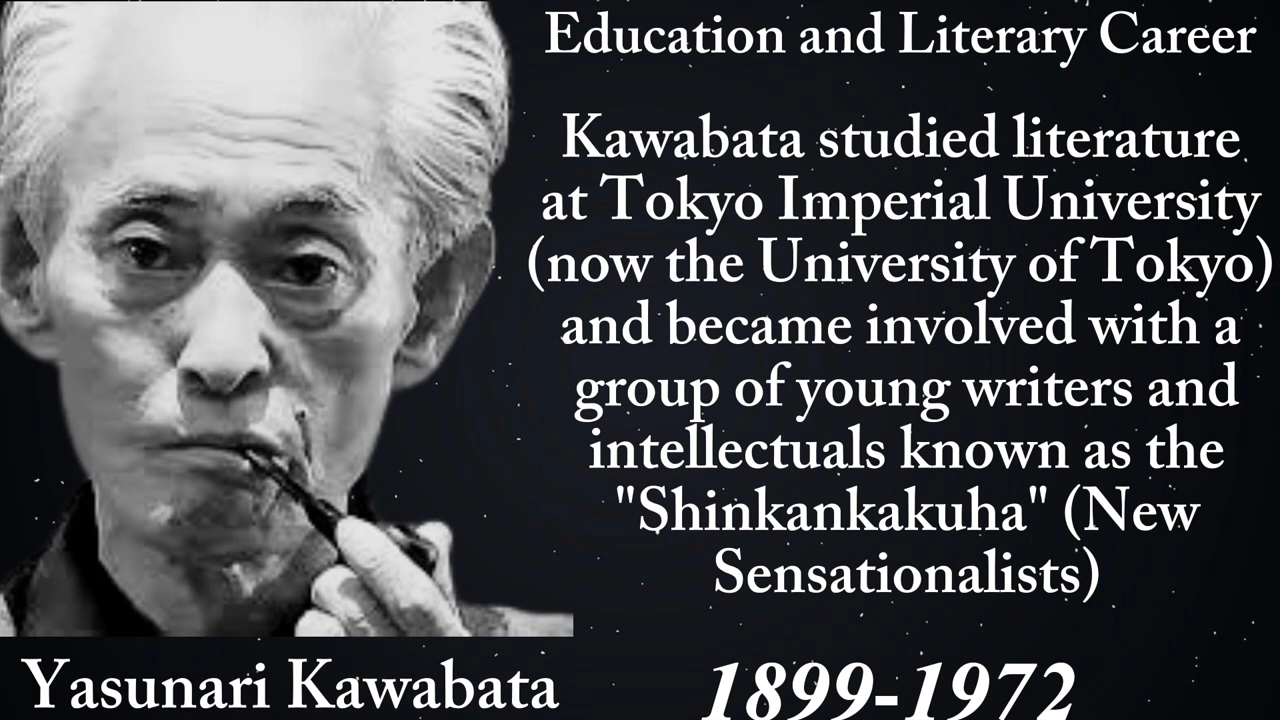 Education and Literary Career
Kawabata studied literature
at Tokyo Imperial University
(now the University of Tokyo)
and became involved with a
group of young writers and
intellectuals known as the
"Shinkankakuha" (New
Sensationalists)
Yasunari Kawabata
1899-1972